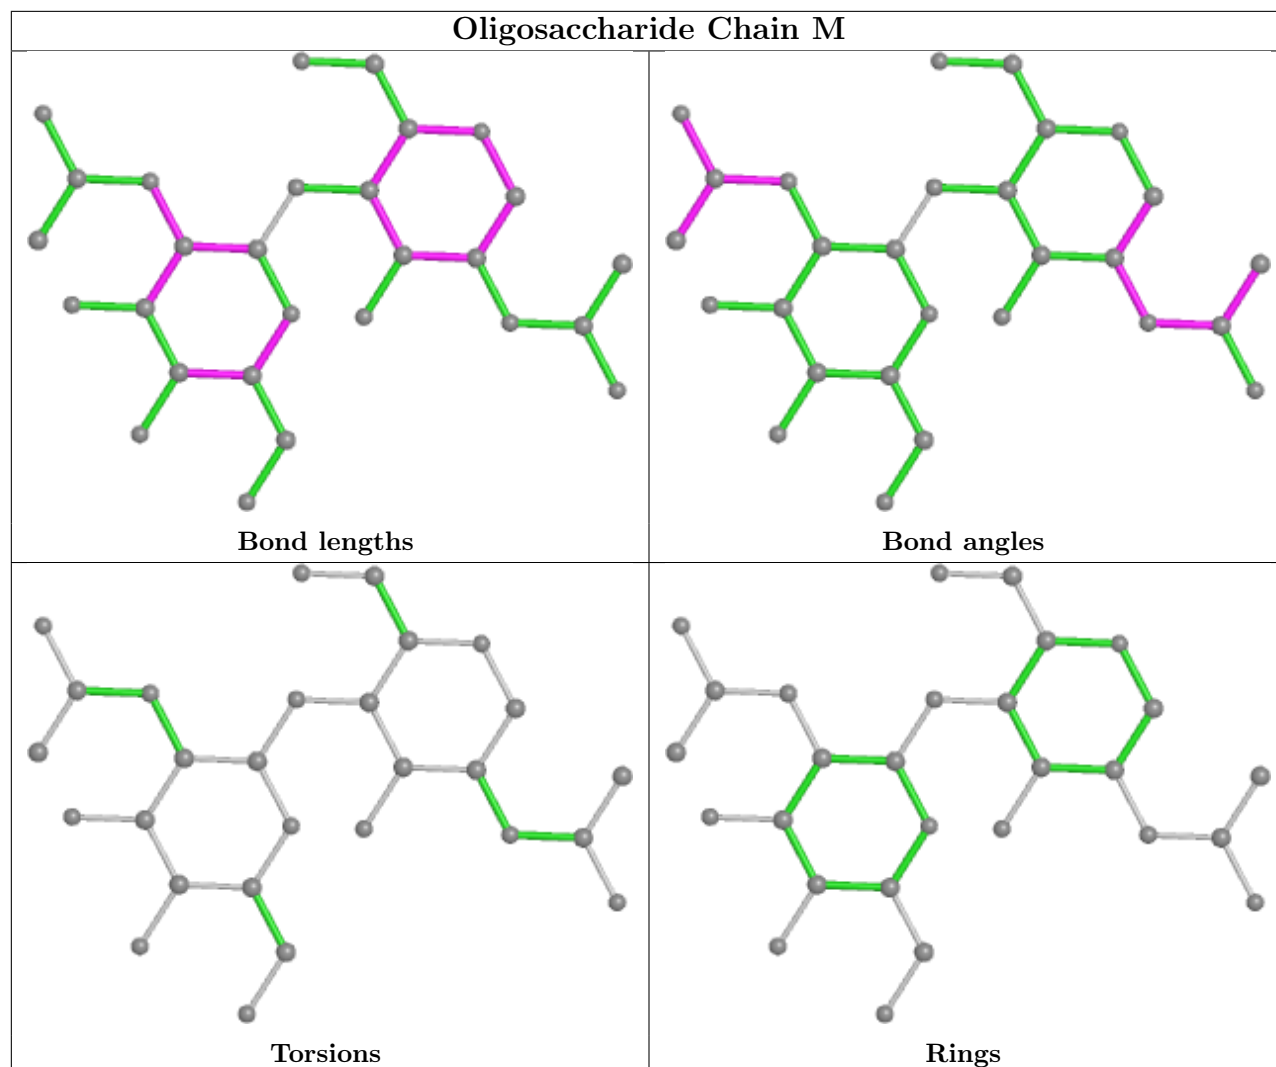 Oligosaccharide Chain M
Bond lengths
Bond angles
Torsions
Rings